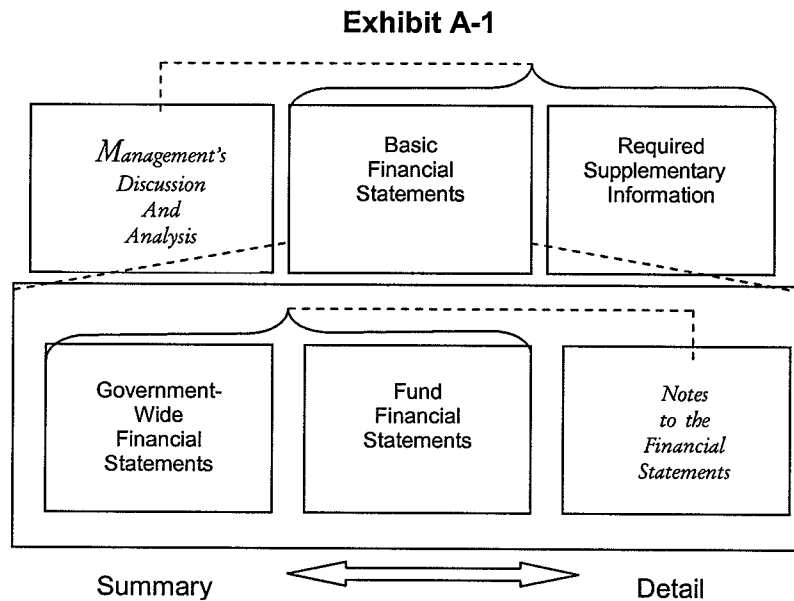 Exhibit A-1
Management's
Discussion
And
Analysis
Basic
Financial
Statements
Required
Supplementary
Information
Government-
Wide
Financial
Statements
Fund
Financial
Statements
Notes
to the
Financial
Statements
Summary
Detail